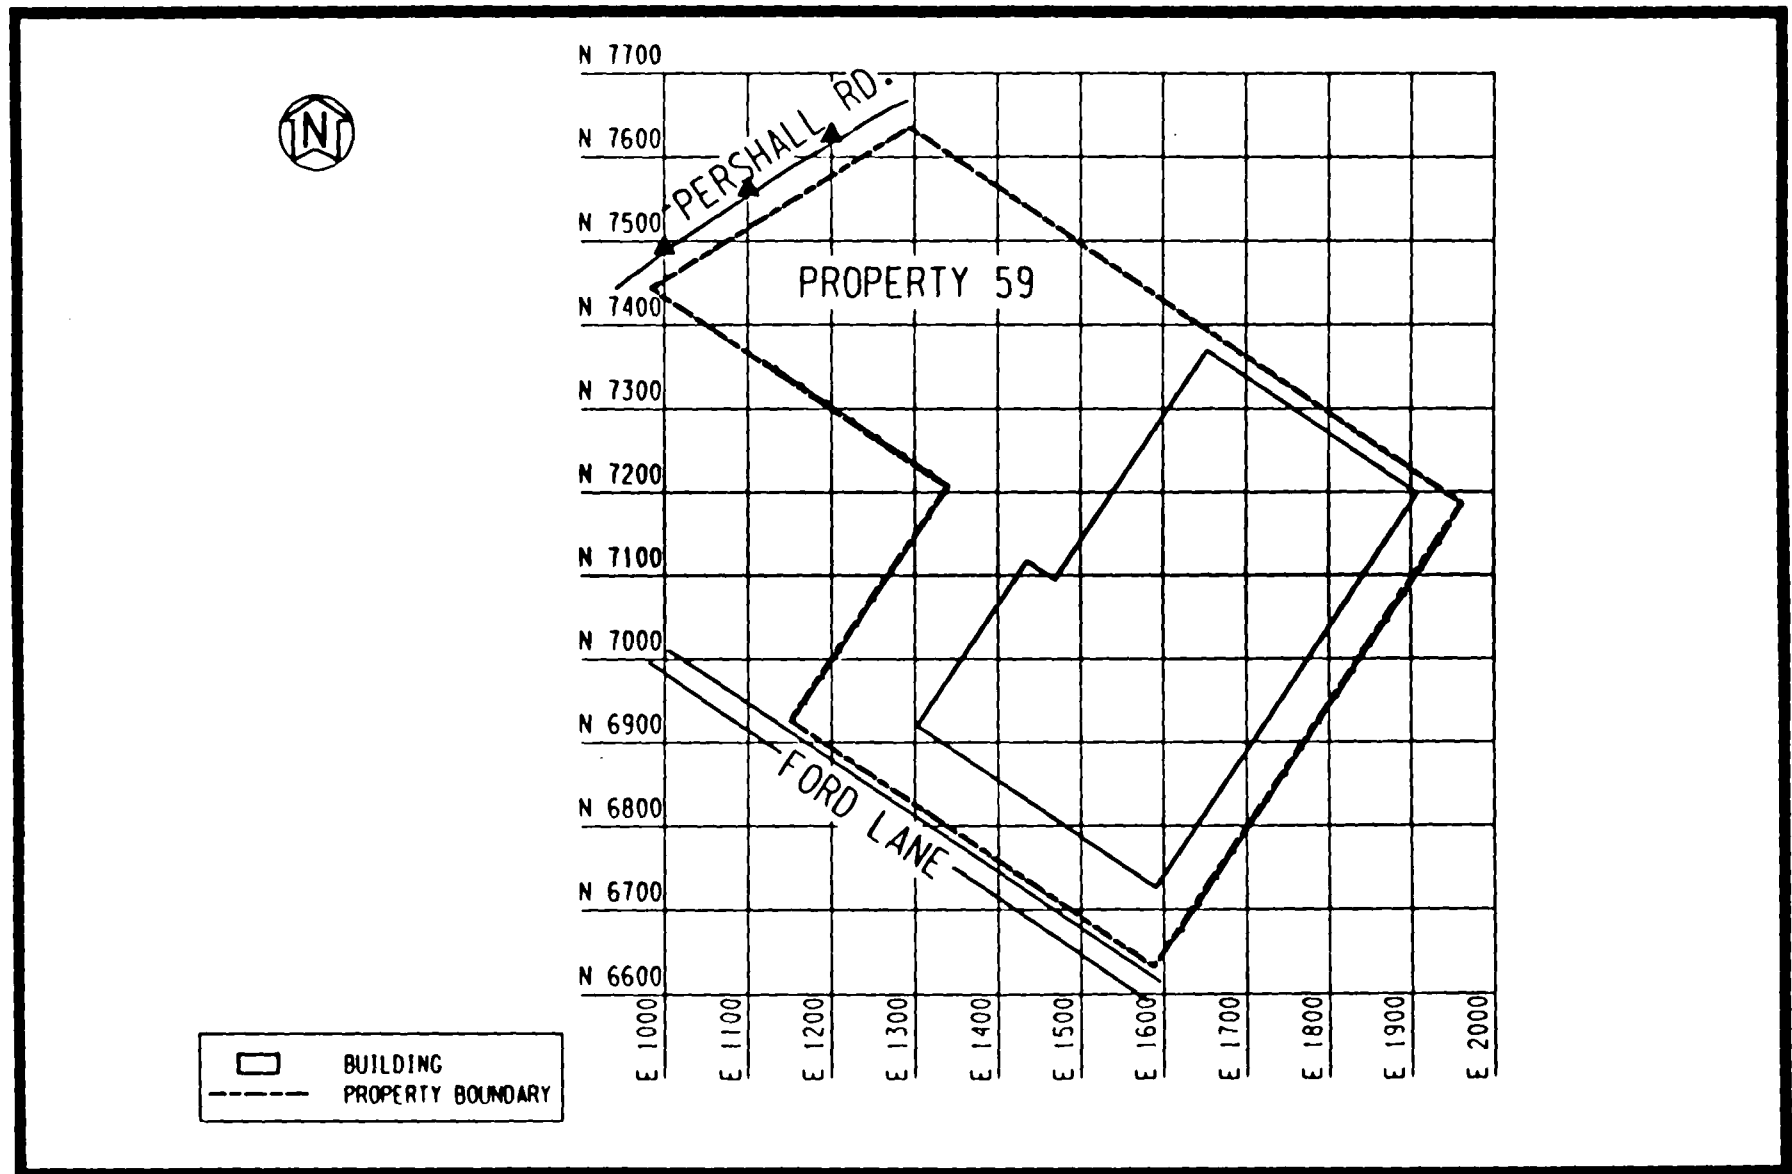 N 7700
PERSHALL RD.
N
N 7600
N 7500
PROPERTY 59
N 7400
N 7300
N 7200
N 7100
N 7000
N 6900
FORD LANE
N 6800
N 6700
N 6600
E 1000
E 1100
E 1200
E 1300
E 1400
E 1500
E 1600
E 1700
E 1800
E 1900
E 2000
BUILDING
PROPERTY BOUNDARY